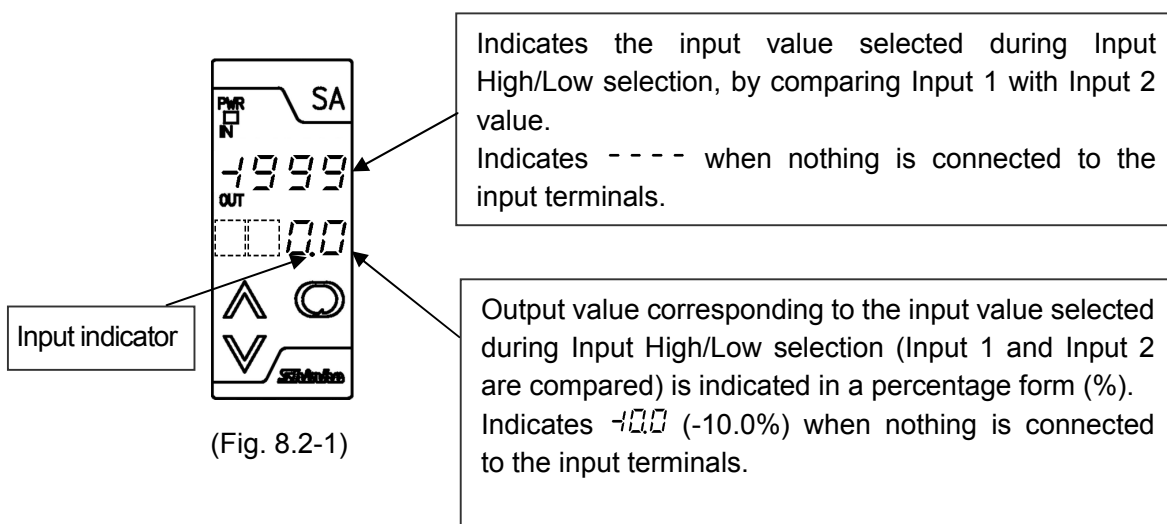 Indicates the input value selected during Input
High/Low selection, by comparing Input 1 with Input 2
value.
Indicates - - - - when nothing is connected to the
input terminals.
PWR
SA
IN
-1999
OUT
0.0
Input indicator
Shinko
Output value corresponding to the input value selected
during Input High/Low selection (Input 1 and Input 2
are compared) is indicated in a percentage form (%).
Indicates -10.0 (-10.0%) when nothing is connected
to the input terminals.
(Fig. 8.2-1)